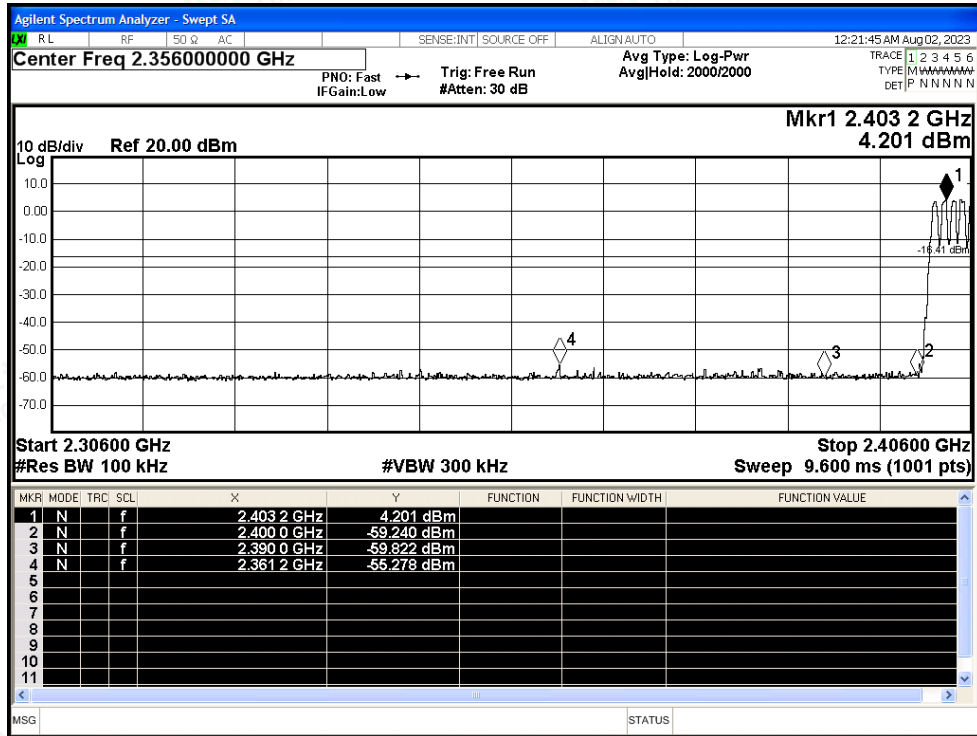 Agilent Spectrum Analyzer - Swept SA
LXI RL RF 50 Ω AC SENSE:INT SOURCE OFF ALIGN AUTO 12:21:45 AM Aug 02, 2023
Center Freq 2.356000000 GHz
PNO: Fast
IFGain:Low
Trig: Free Run
#Atten: 30 dB
Avg Type: Log-Pwr
Avg|Hold: 2000/2000
TRACE 1 2 3 4 5 6
TYPE M W W W W W
DET P N N N N N
Mkr1 2.403 2 GHz
4.201 dBm
10 dB/div Ref 20.00 dBm
Log
10.0
0.00
-10.0
-20.0
-30.0
-40.0
-50.0
-60.0
-70.0
1
-16.41 dBm
4
3
2
Start 2.30600 GHz Stop 2.40600 GHz
#Res BW 100 kHz #VBW 300 kHz Sweep 9.600 ms (1001 pts)
MKR MODE TRC SCL X Y FUNCTION FUNCTION WIDTH FUNCTION VALUE
1 N f 2.403 2 GHz 4.201 dBm
2 N f 2.400 0 GHz -59.240 dBm
3 N f 2.390 0 GHz -59.822 dBm
4 N f 2.361 2 GHz -55.278 dBm
5
6
7
8
9
10
11
MSG STATUS